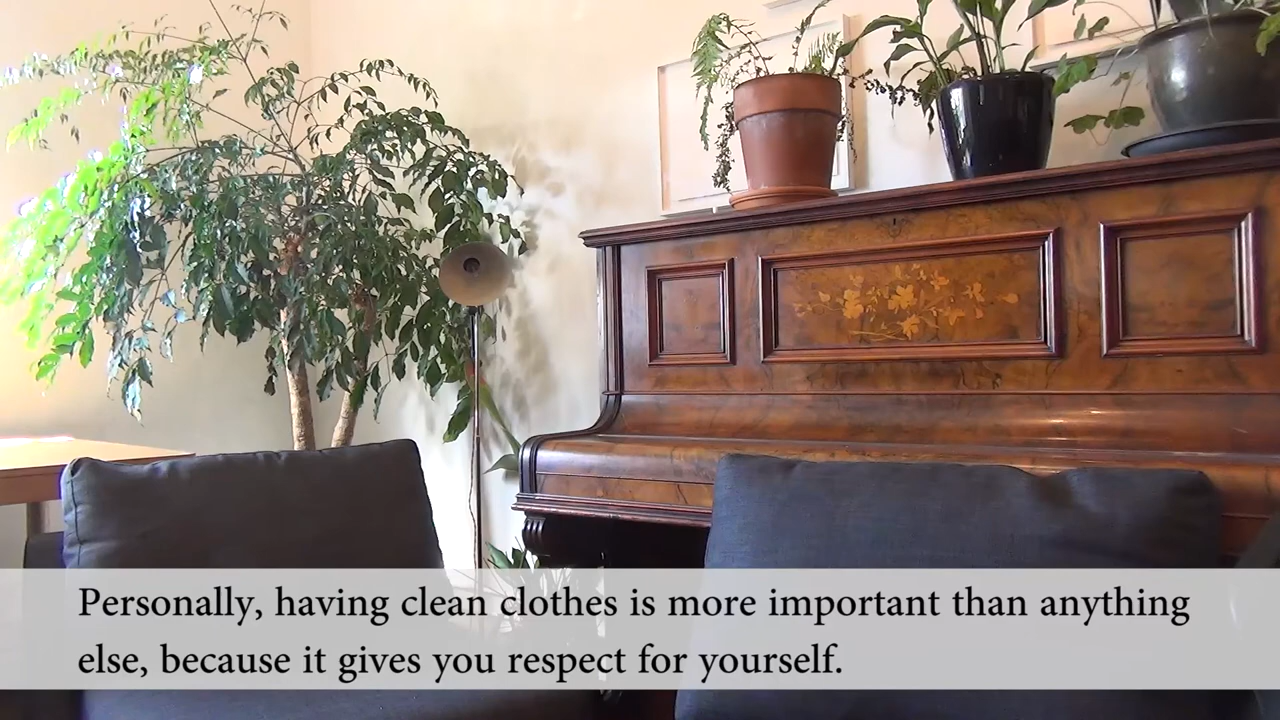 Personally, having clean clothes is more important than anything
else, because it gives you respect for yourself.